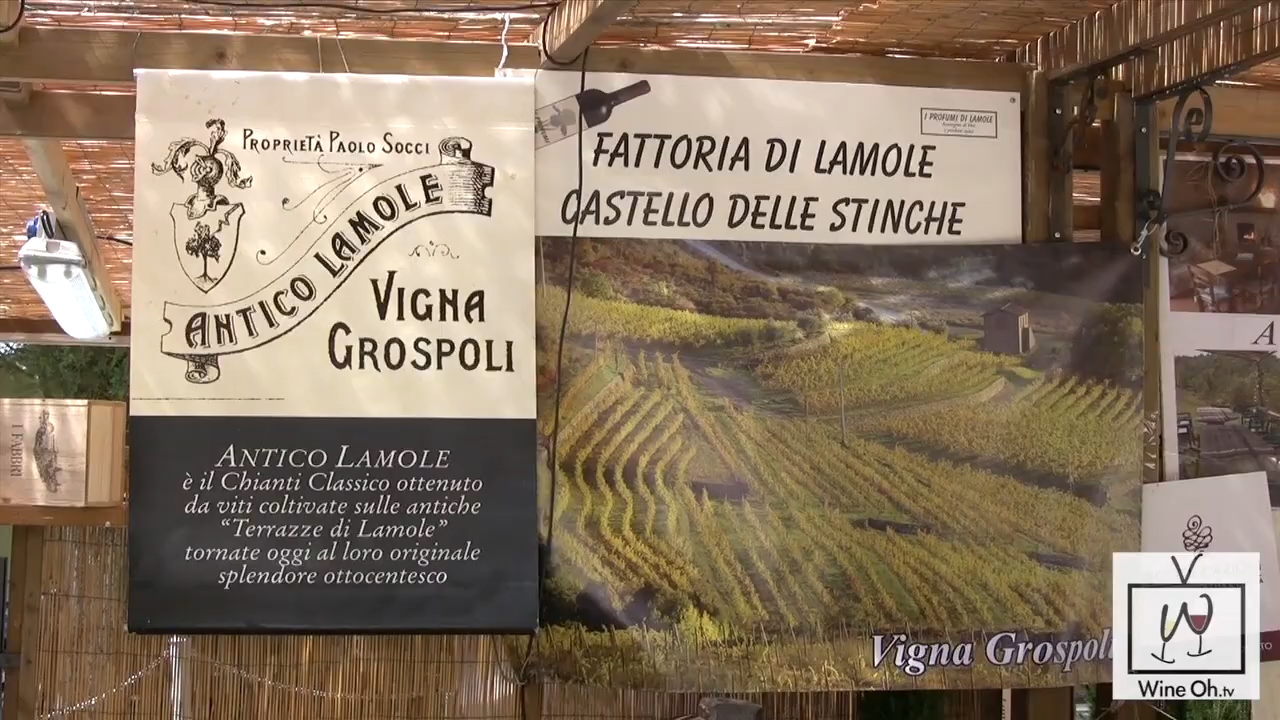 PROPRIETÀ PAOLO SOCCI
ANTICO LAMOLE
VIGNA
GROSPOLI
ANTICO LAMOLE
è il Chianti Classico ottenuto
da viti coltivate sulle antiche
“Terrazze di Lamole”
tornate oggi al loro originale
splendore ottocentesco
I PROFUMI DI LAMOLE
FATTORIA DI LAMOLE
CASTELLO DELLE STINCHE
Vigna Grospoli
I FABBRI
A
Wine Oh.tv